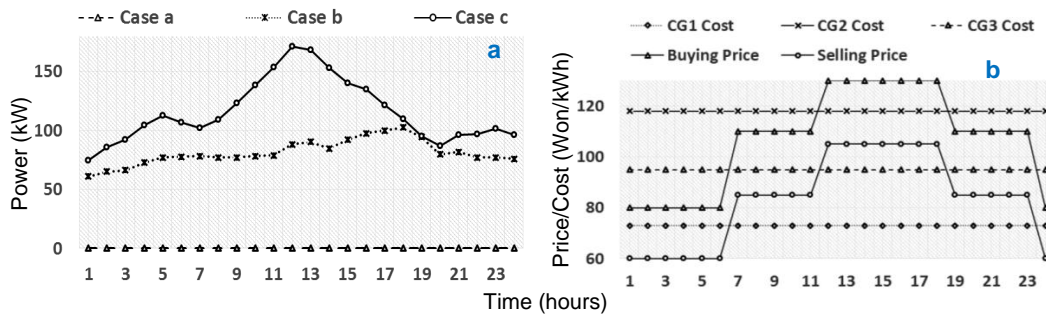 Case a Case b Case c
a
Power (kW)
150
100
50
0
1 3 5 7 9 11 13 15 17 19 21 23
CG1 Cost CG2 Cost CG3 Cost
Buying Price Selling Price
b
Price/Cost (Won/kWh)
120
100
80
60
1 3 5 7 9 11 13 15 17 19 21 23
Time (hours)